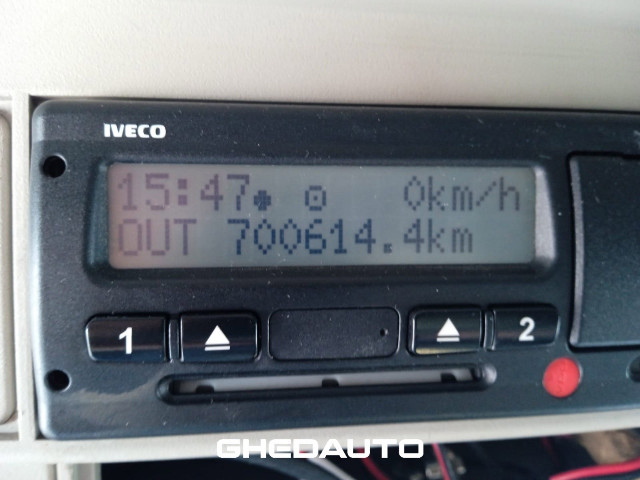 IVECO
15:47 0km/h
OUT 700614.4km
1 2
GHEDAUTO